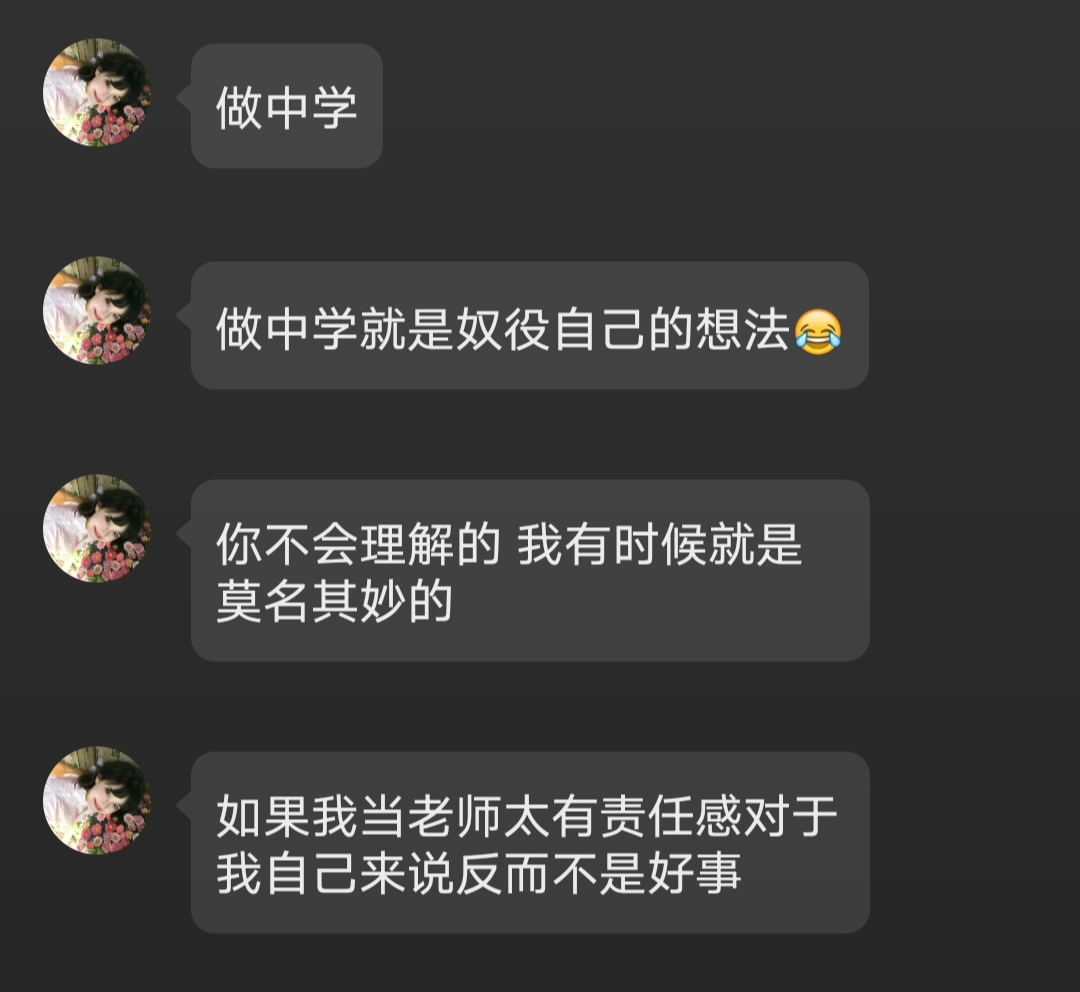 做中学
做中学就是奴役自己的想法😂
你不会理解的 我有时候就是
莫名其妙的
如果我当老师太有责任感对于
我自己来说反而不是好事